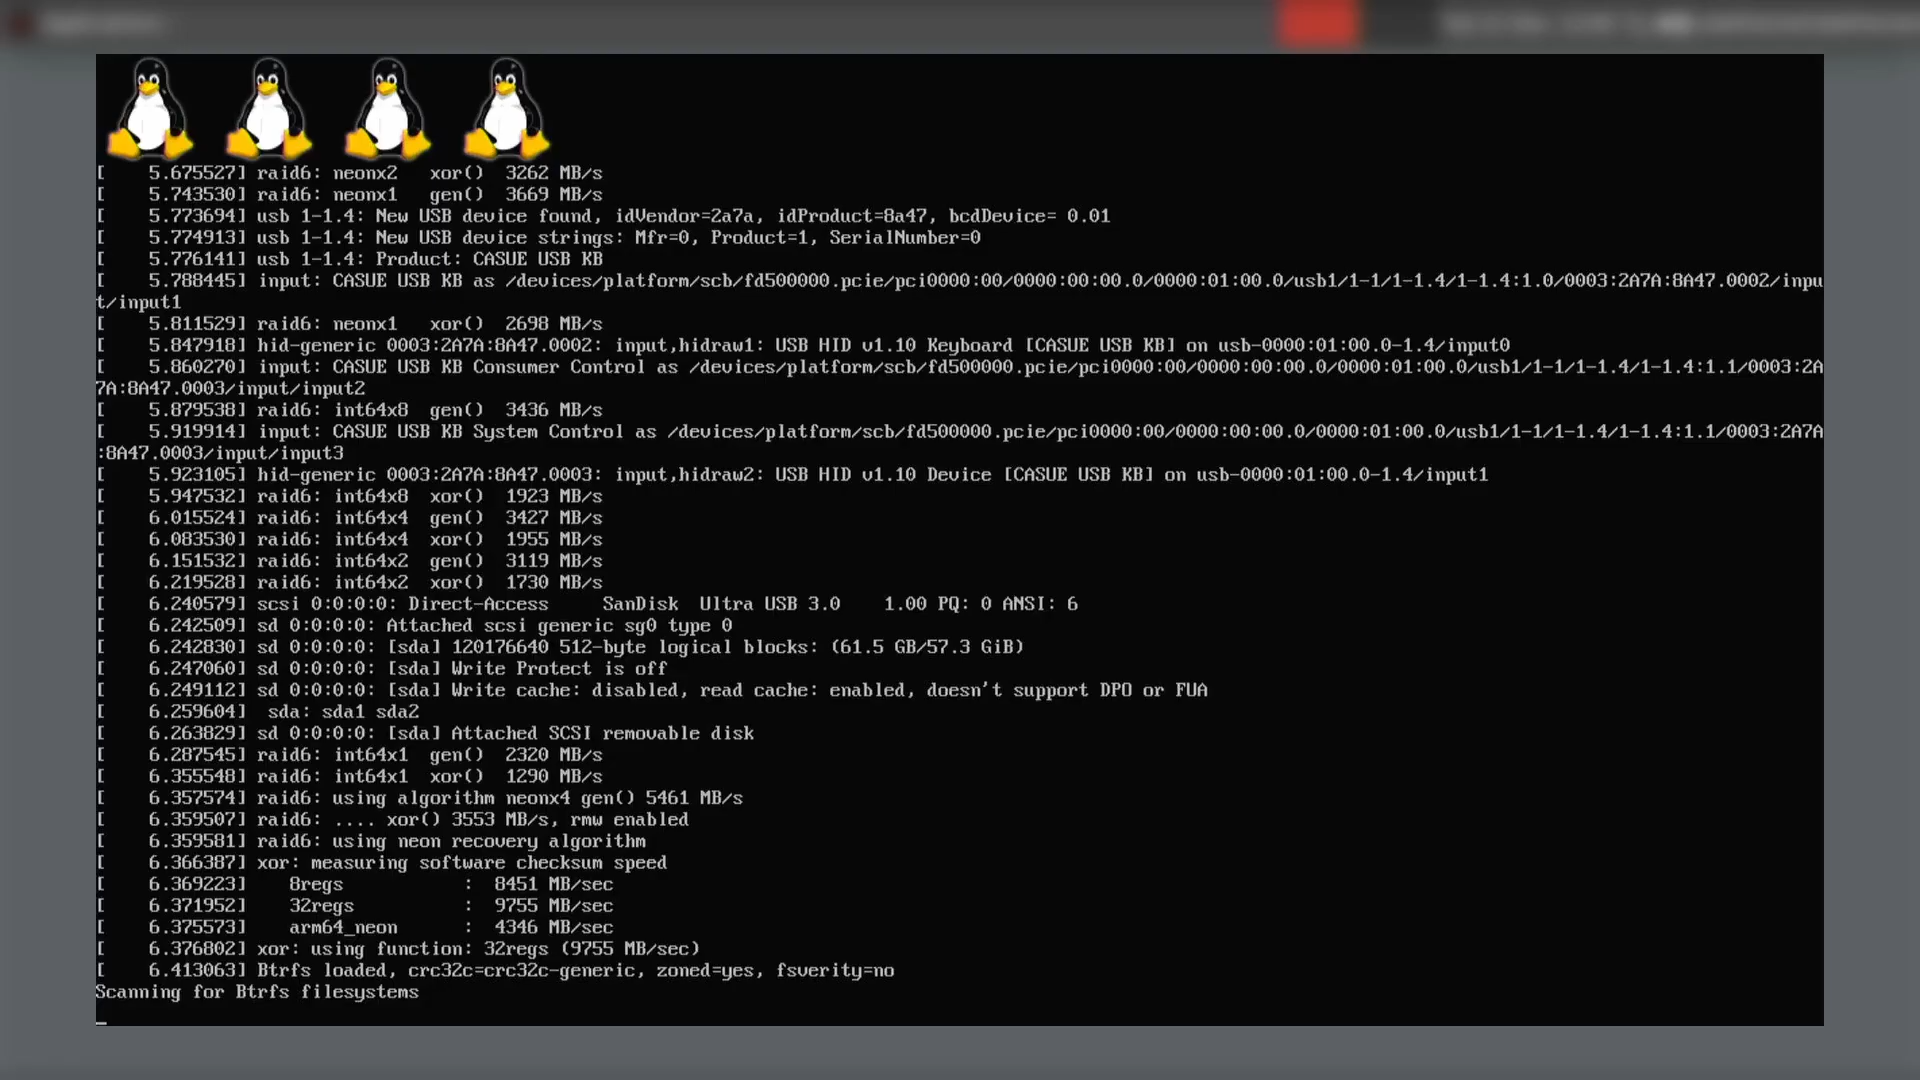 [    5.675527] raid6: neonx2   xor()  3262 MB/s
[    5.743530] raid6: neonx1   gen()  3669 MB/s
[    5.773694] usb 1-1.4: New USB device found, idVendor=2a7a, idProduct=8a47, bcdDevice= 0.01
[    5.774913] usb 1-1.4: New USB device strings: Mfr=0, Product=1, SerialNumber=0
[    5.776141] usb 1-1.4: Product: CASUE USB KB
[    5.788445] input: CASUE USB KB as /devices/platform/scb/fd500000.pcie/pci0000:00/0000:00:00.0/0000:01:00.0/usb1/1-1/1-1.4/1-1.4:1.0/0003:2A7A:8A47.0002/inpu
t/input1
[    5.811529] raid6: neonx1   xor()  2698 MB/s
[    5.847918] hid-generic 0003:2A7A:8A47.0002: input,hidraw1: USB HID v1.10 Keyboard [CASUE USB KB] on usb-0000:01:00.0-1.4/input0
[    5.860270] input: CASUE USB KB Consumer Control as /devices/platform/scb/fd500000.pcie/pci0000:00/0000:00:00.0/0000:01:00.0/usb1/1-1/1-1.4/1-1.4:1.1/0003:2A
7A:8A47.0003/input/input2
[    5.879538] raid6: int64x8  gen()  3436 MB/s
[    5.919914] input: CASUE USB KB System Control as /devices/platform/scb/fd500000.pcie/pci0000:00/0000:00:00.0/0000:01:00.0/usb1/1-1/1-1.4/1-1.4:1.1/0003:2A7A
:8A47.0003/input/input3
[    5.923105] hid-generic 0003:2A7A:8A47.0003: input,hidraw2: USB HID v1.10 Device [CASUE USB KB] on usb-0000:01:00.0-1.4/input1
[    5.947532] raid6: int64x8  xor()  1923 MB/s
[    6.015524] raid6: int64x4  gen()  3427 MB/s
[    6.083530] raid6: int64x4  xor()  1955 MB/s
[    6.151532] raid6: int64x2  gen()  3119 MB/s
[    6.219528] raid6: int64x2  xor()  1730 MB/s
[    6.240579] scsi 0:0:0:0: Direct-Access     SanDisk  Ultra USB 3.0    1.00 PQ: 0 ANSI: 6
[    6.242509] sd 0:0:0:0: Attached scsi generic sg0 type 0
[    6.242830] sd 0:0:0:0: [sda] 120176640 512-byte logical blocks: (61.5 GB/57.3 GiB)
[    6.247060] sd 0:0:0:0: [sda] Write Protect is off
[    6.249112] sd 0:0:0:0: [sda] Write cache: disabled, read cache: enabled, doesn't support DPO or FUA
[    6.259604]  sda: sda1 sda2
[    6.263829] sd 0:0:0:0: [sda] Attached SCSI removable disk
[    6.287545] raid6: int64x1  gen()  2320 MB/s
[    6.355548] raid6: int64x1  xor()  1290 MB/s
[    6.357574] raid6: using algorithm neonx4 gen() 5461 MB/s
[    6.359507] raid6: .... xor() 3553 MB/s, rmw enabled
[    6.359581] raid6: using neon recovery algorithm
[    6.366387] xor: measuring software checksum speed
[    6.369223]    8regs           :  8451 MB/sec
[    6.371952]    32regs          :  9755 MB/sec
[    6.375573]    arm64_neon      :  4346 MB/sec
[    6.376802] xor: using function: 32regs (9755 MB/sec)
[    6.413063] Btrfs loaded, crc32c=crc32c-generic, zoned=yes, fsverity=no
Scanning for Btrfs filesystems